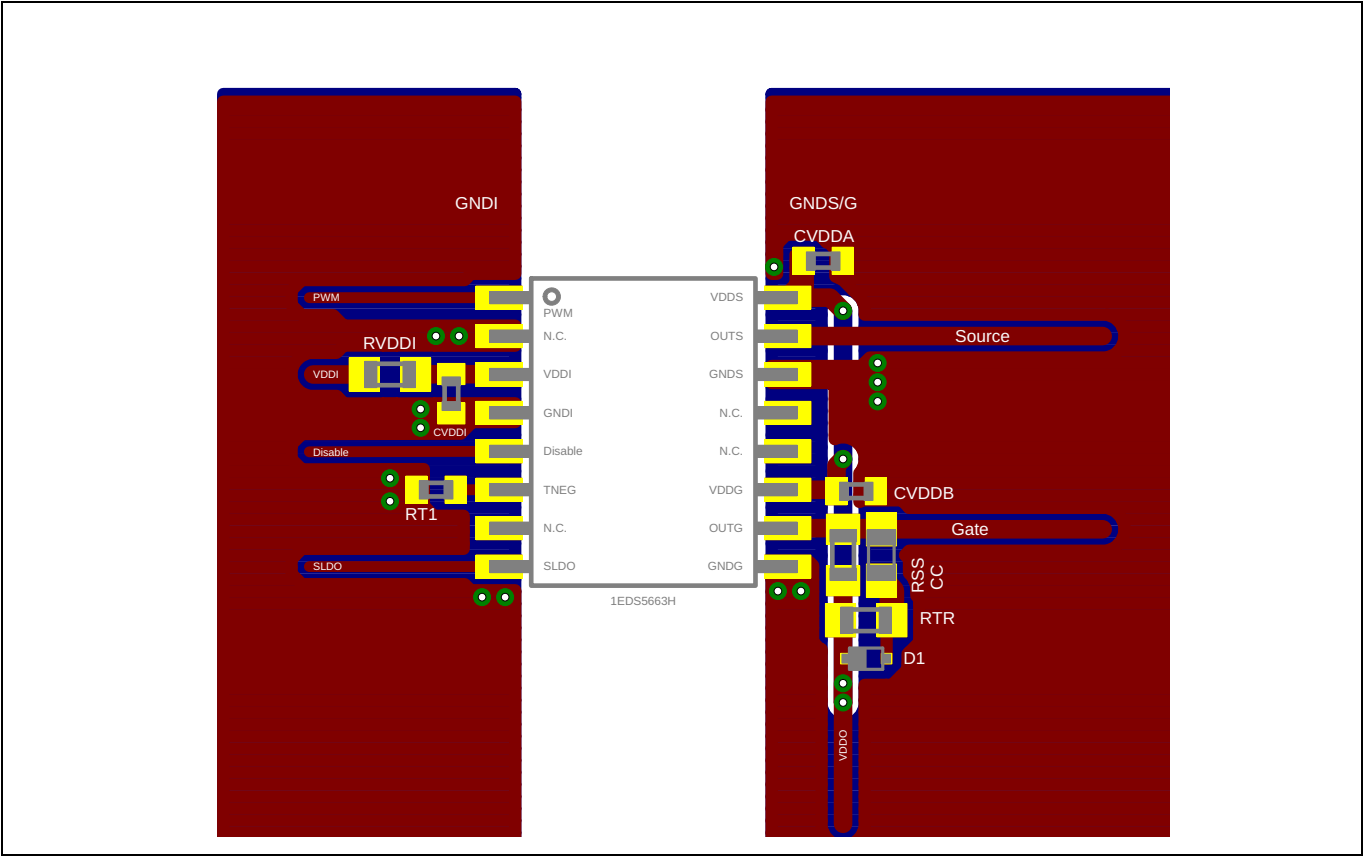 GNDI
GNDS/G
CVDDA
PWM
PWM
VDDS
RVDDI
N.C.
OUTS
Source
VDDI
VDDI
GNDS
GNDI
N.C.
CVDDI
Disable
Disable
N.C.
TNEG
VDDG
CVDDB
RT1
N.C.
OUTG
Gate
SLDO
SLDO
GNDG
RSS
CC
1EDS5663H
RTR
D1
VDDO